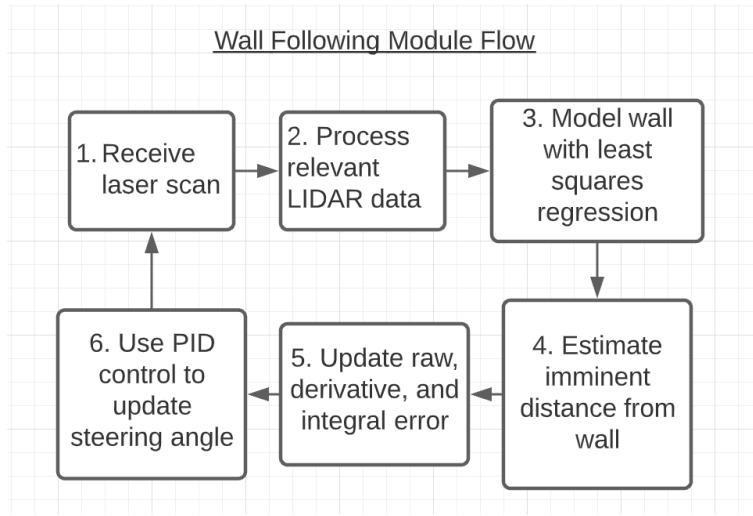 Wall Following Module Flow
1. Receive
laser scan
2. Process
relevant
LIDAR data
3. Model wall
with least
squares
regression
4. Estimate
imminent
distance from
wall
5. Update raw,
derivative, and
integral error
6. Use PID
control to
update
steering angle